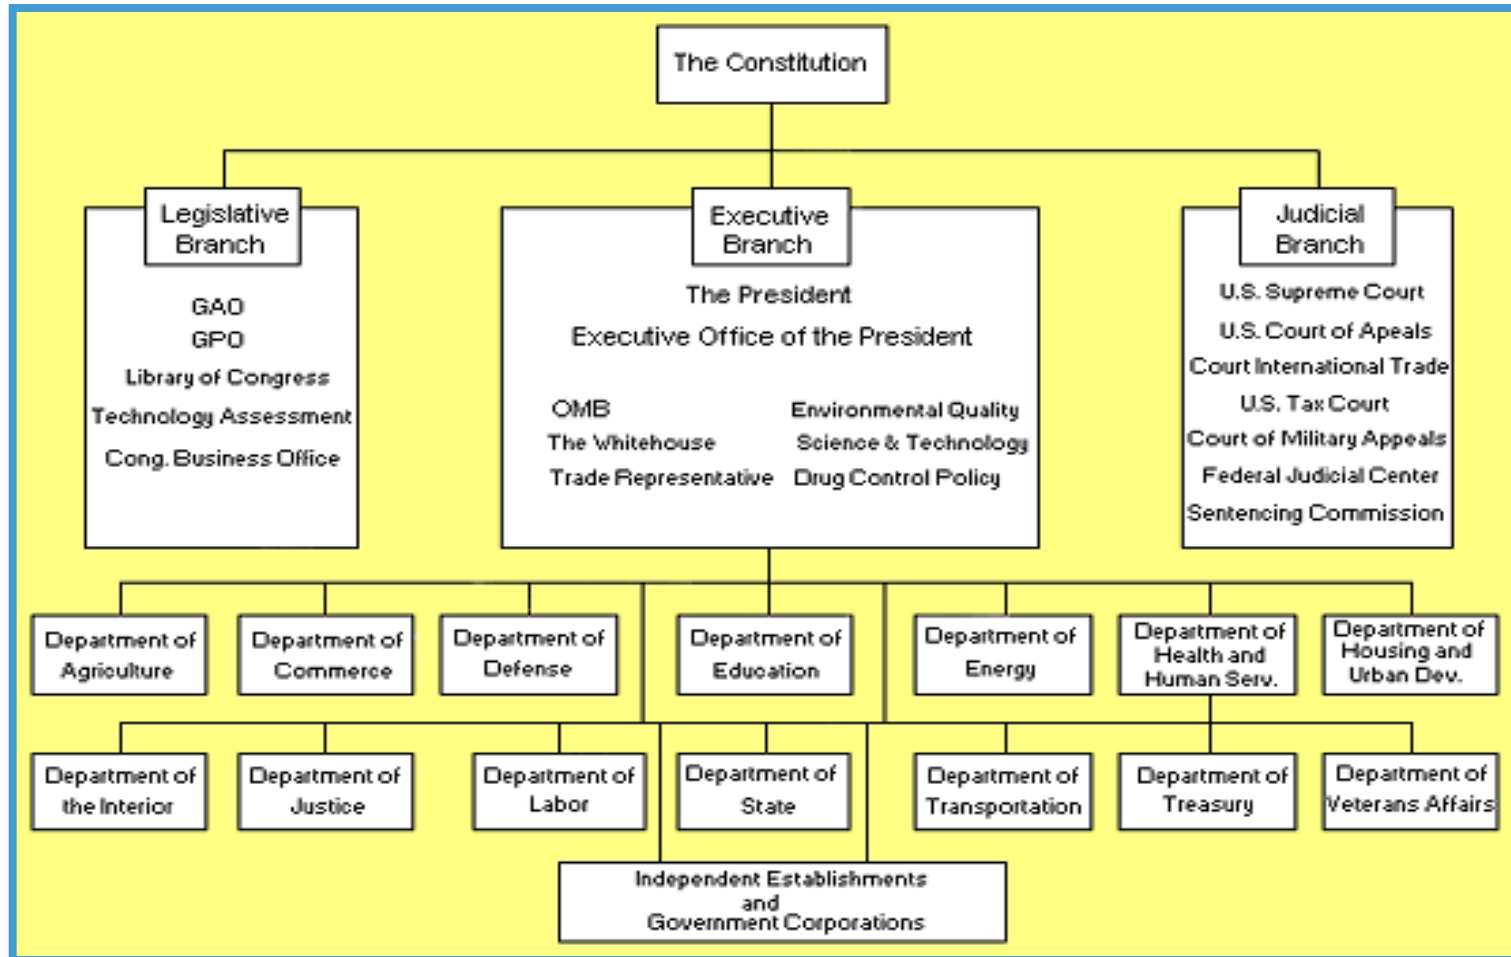 The Constitution
Legislative
Branch
GAO
GPO
Library of Congress
Technology Assessment
Cong. Business Office
Executive
Branch
The President
Executive Office of the President
OMB
Environmental Quality
The Whitehouse
Science & Technology
Trade Representative
Drug Control Policy
Judicial
Branch
U.S. Supreme Court
U.S. Court of Apeals
Court International Trade
U.S. Tax Court
Court of Military Appeals
Federal Judicial Center
Sentencing Commission
Department of
Agriculture
Department of
Commerce
Department of
Defense
Department of
Education
Department of
Energy
Department of
Health and
Human Serv.
Department of
Housing and
Urban Dev.
Department of
the Interior
Department of
Justice
Department of
Labor
Department of
State
Department of
Transportation
Department of
Treasury
Department of
Veterans Affairs
Independent Establishments
and
Government Corporations